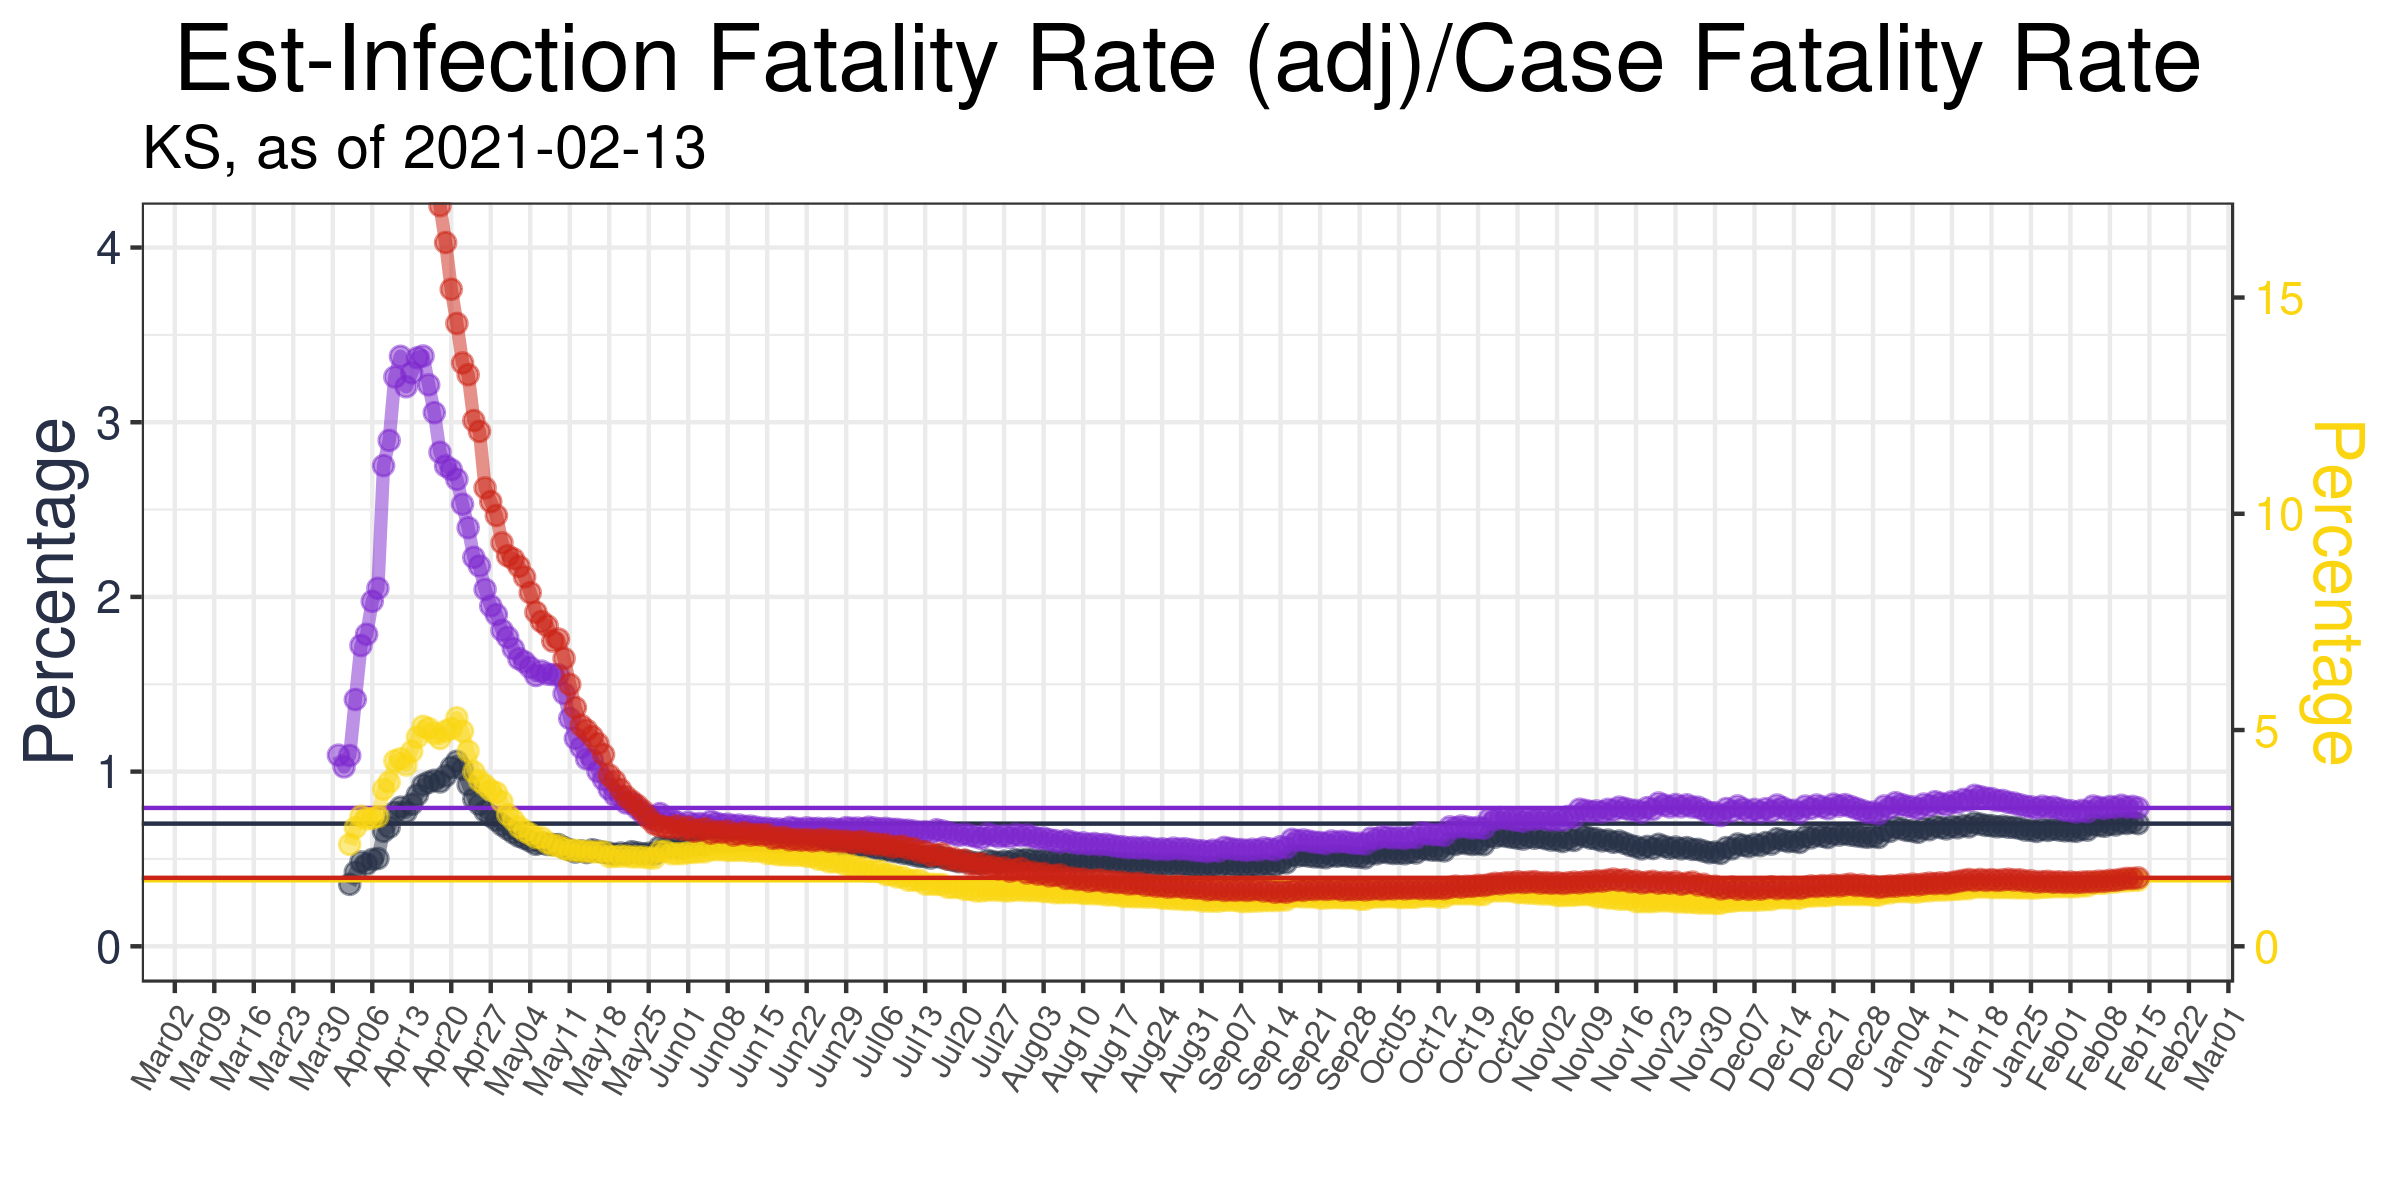 Est-Infection Fatality Rate (adj)/Case Fatality Rate
KS, as of 2021-02-13
Percentage
4
3
2
1
0
15
10
5
0
Percentage
Mar02
Mar09
Mar16
Mar23
Mar30
Apr06
Apr13
Apr20
Apr27
May04
May11
May18
May25
Jun01
Jun08
Jun15
Jun22
Jun29
Jul06
Jul13
Jul20
Jul27
Aug03
Aug10
Aug17
Aug24
Aug31
Sep07
Sep14
Sep21
Sep28
Oct05
Oct12
Oct19
Oct26
Nov02
Nov09
Nov16
Nov23
Nov30
Dec07
Dec14
Dec21
Dec28
Jan04
Jan11
Jan18
Jan25
Feb01
Feb08
Feb15
Feb22
Mar01